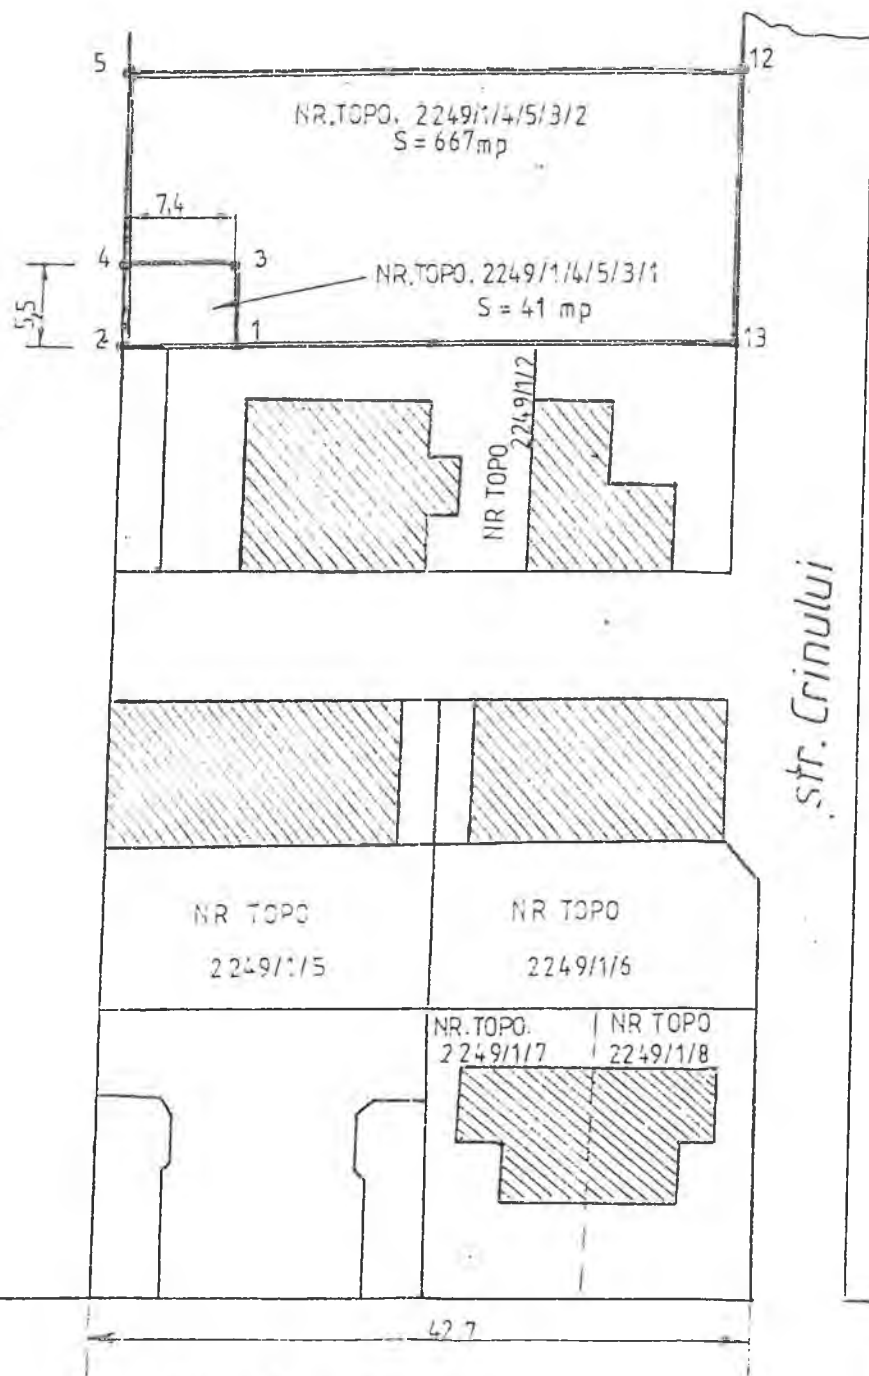 5
12
NR.TOPO. 2249/1/4/5/3/2
S = 667mp
7,4
4
3
NR.TOPO. 2249/1/4/5/3/1
S = 41 mp
5,5
2
1
13
NR TOPO 2249/1/2
str. Crinului
NR TOPO
2249/1/5
NR TOPO
2249/1/6
NR.TOPO.
2249/1/7
NR TOPO
2249/1/8
42.7